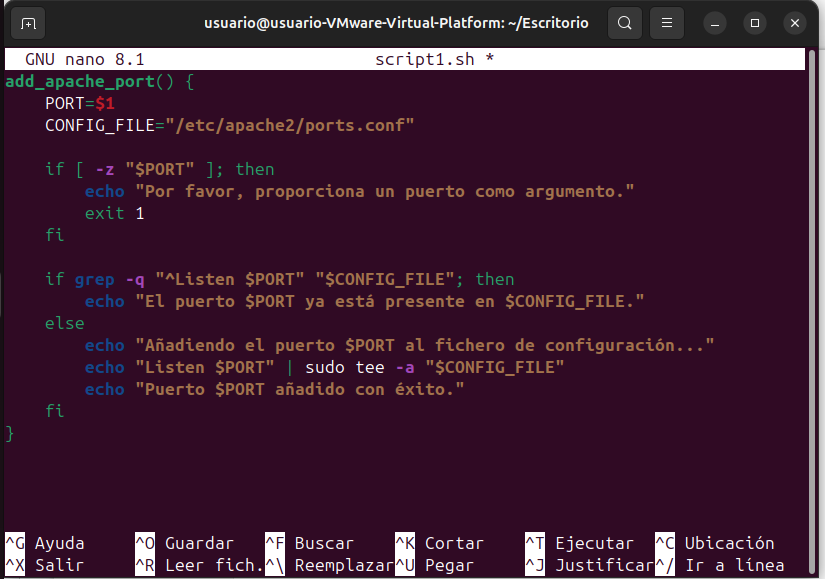 usuario@usuario-VMware-Virtual-Platform: ~/Escritorio
GNU nano 8.1 script1.sh *
add_apache_port() {
    PORT=$1
    CONFIG_FILE="/etc/apache2/ports.conf"

    if [ -z "$PORT" ]; then
        echo "Por favor, proporciona un puerto como argumento."
        exit 1
    fi

    if grep -q "^Listen $PORT" "$CONFIG_FILE"; then
        echo "El puerto $PORT ya está presente en $CONFIG_FILE."
    else
        echo "Añadiendo el puerto $PORT al fichero de configuración..."
        echo "Listen $PORT" | sudo tee -a "$CONFIG_FILE"
        echo "Puerto $PORT añadido con éxito."
    fi
}
^G Ayuda ^O Guardar ^F Buscar ^K Cortar ^T Ejecutar ^C Ubicación
^X Salir ^R Leer fich. ^\ Reemplazar ^U Pegar ^J Justificar ^/ Ir a línea